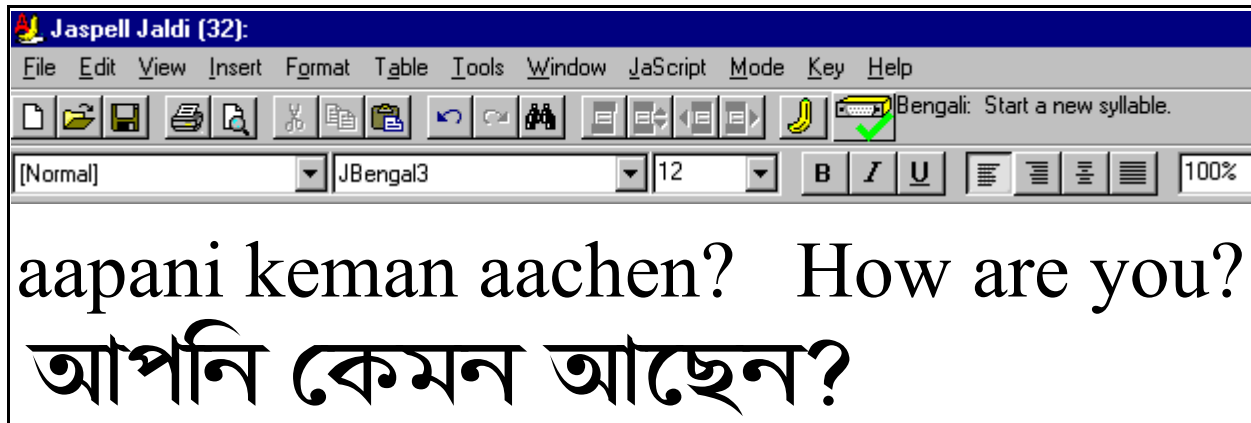 Jaspell Jaldi (32):
File Edit View Insert Format Table Tools Window JaScript Mode Key Help
Bengali: Start a new syllable.
[Normal] JBengal3 12 B I U 100%
aapani keman aachen? How are you?
আপনি কেমন আছেন?